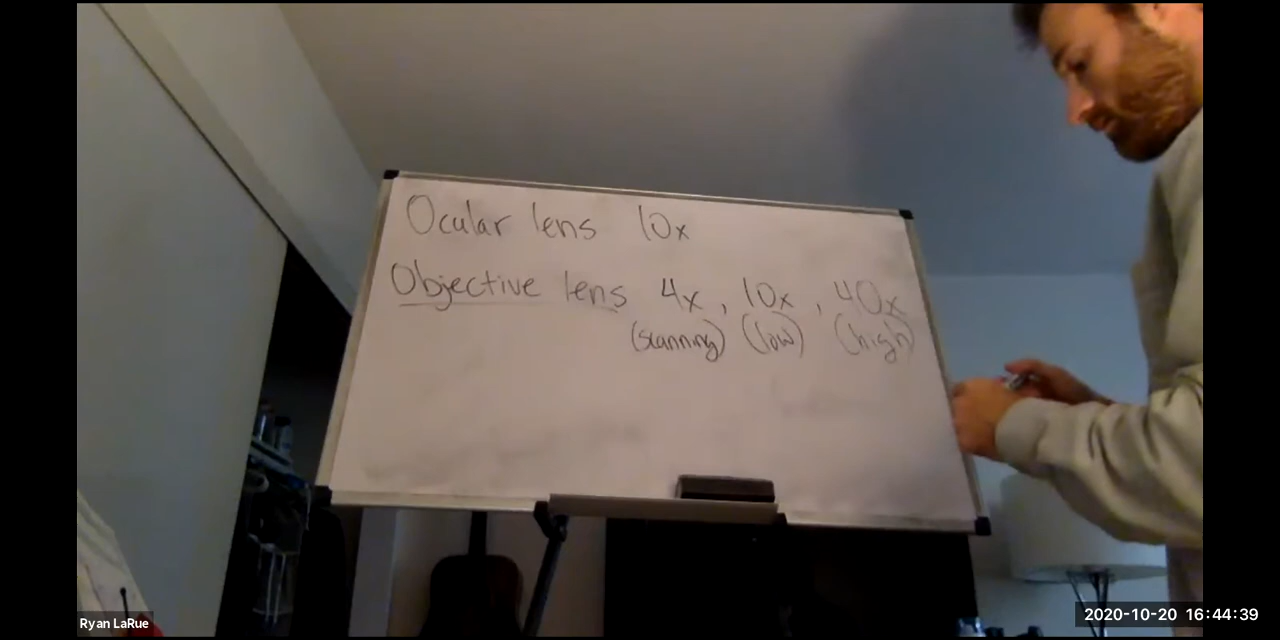 Ocular lens 10x
Objective lens 4x, 10x, 40x
(scanning) (low) (high)
Ryan LaRue
2020-10-20 16:44:39